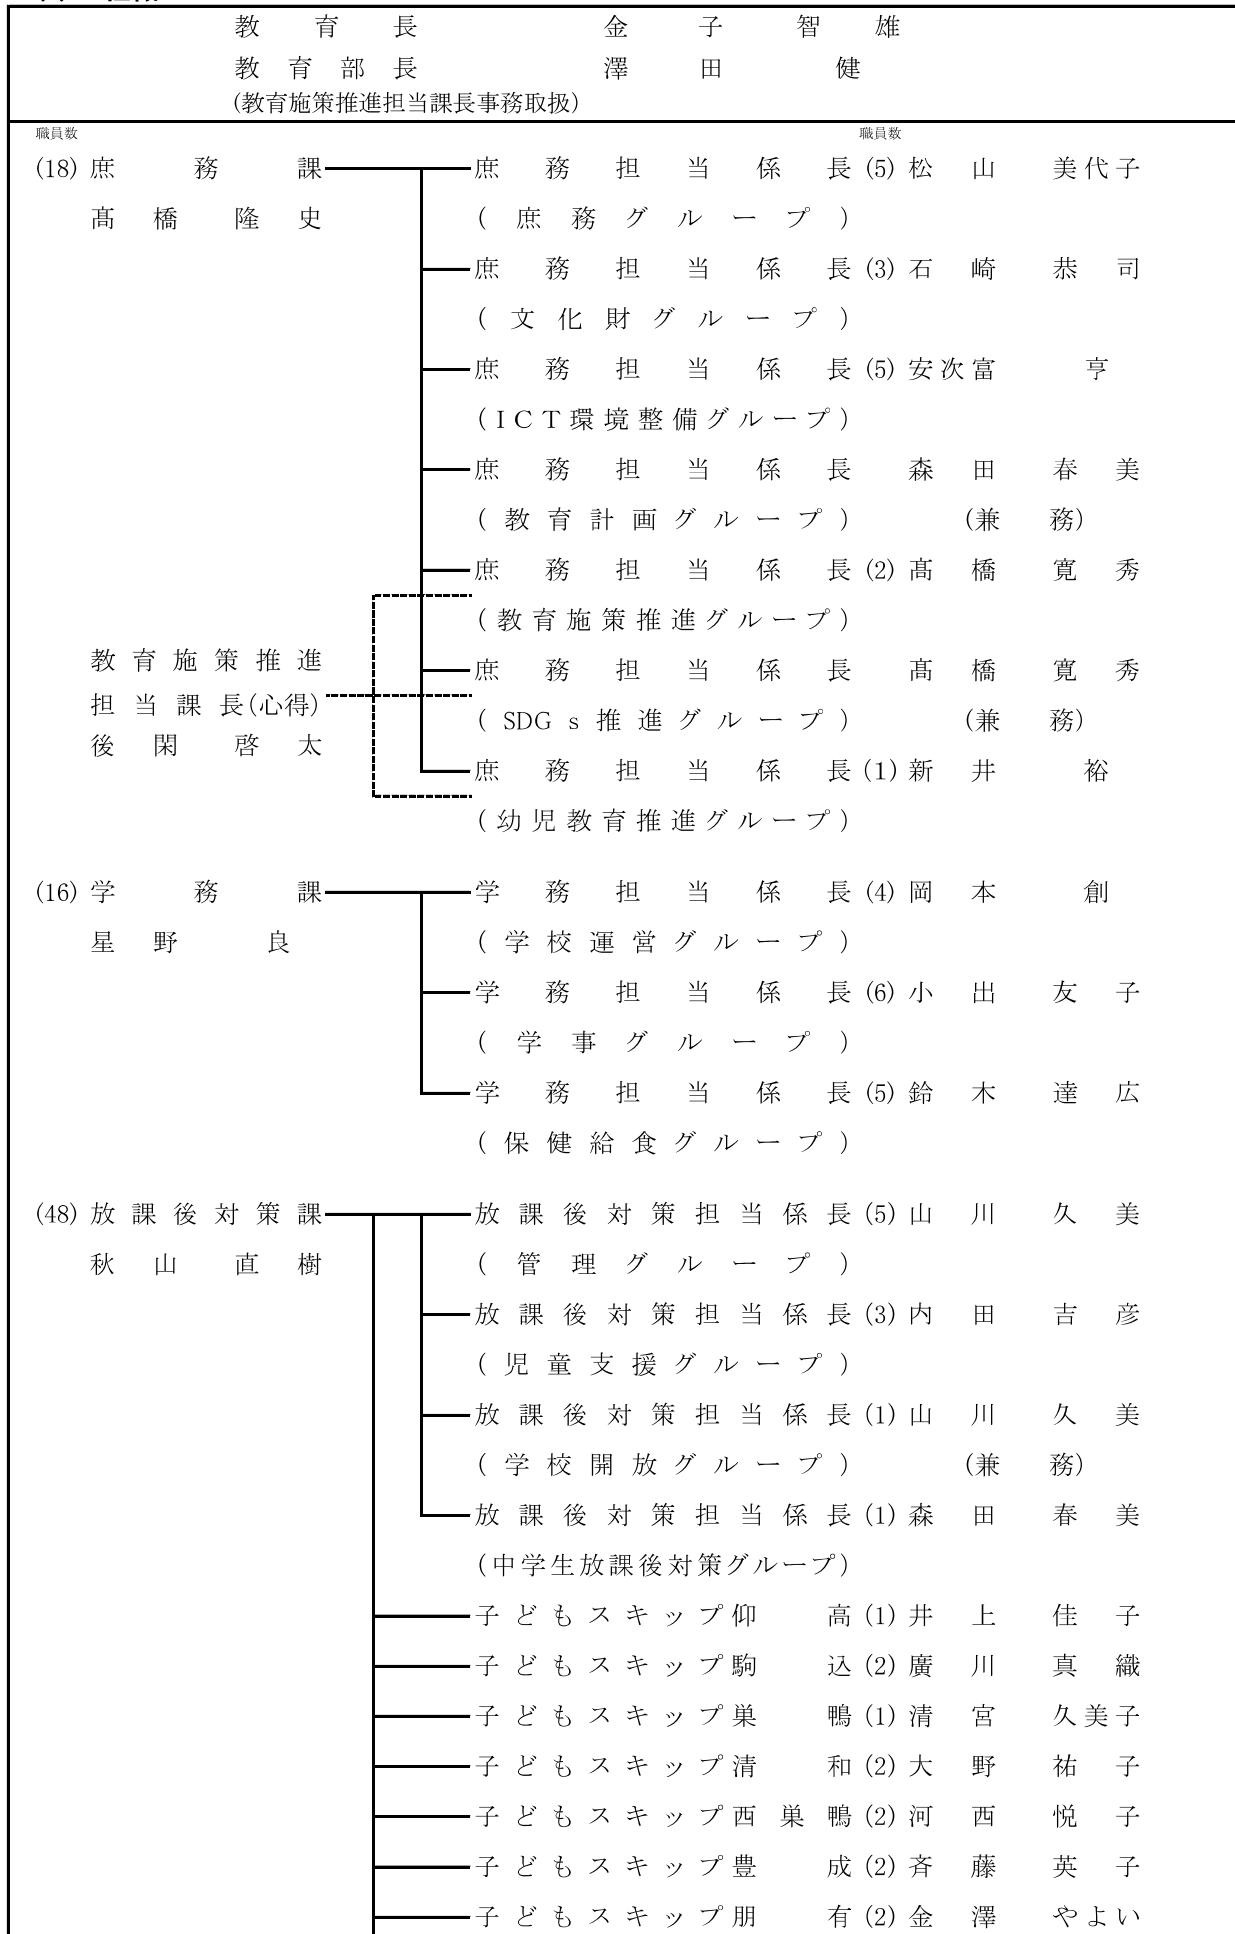 教育長 金子智雄
教育部長 澤田健
(教育施策推進担当課長事務取扱)
職員数 職員数
(18) 庶務課 庶務担当係長 (5) 松山美代子
髙橋隆史 (庶務グループ)
庶務担当係長 (3) 石崎恭司
(文化財グループ)
庶務担当係長 (5) 安次富亨
(ICT環境整備グループ)
庶務担当係長 森田春美
(教育計画グループ) (兼務)
庶務担当係長 (2) 髙橋寛秀
(教育施策推進グループ)
教育施策推進 庶務担当係長 髙橋寛秀
担当課長(心得) (SDGs推進グループ) (兼務)
後閑啓太
庶務担当係長 (1) 新井裕
(幼児教育推進グループ)
(16) 学務課 学務担当係長 (4) 岡本創
星野良 (学校運営グループ)
学務担当係長 (6) 小出友子
(学事グループ)
学務担当係長 (5) 鈴木達広
(保健給食グループ)
(48) 放課後対策課 放課後対策担当係長 (5) 山川久美
秋山直樹 (管理グループ)
放課後対策担当係長 (3) 内田吉彦
(児童支援グループ)
放課後対策担当係長 (1) 山川久美
(学校開放グループ) (兼務)
放課後対策担当係長 (1) 森田春美
(中学生放課後対策グループ)
子どもスキップ仰高 (1) 井上佳子
子どもスキップ駒込 (2) 廣川真織
子どもスキップ巣鴨 (1) 清宮久美子
子どもスキップ清和 (2) 大野祐子
子どもスキップ西巣鴨 (2) 河西悦子
子どもスキップ豊成 (2) 斉藤英子
子どもスキップ朋有 (2) 金澤やよい